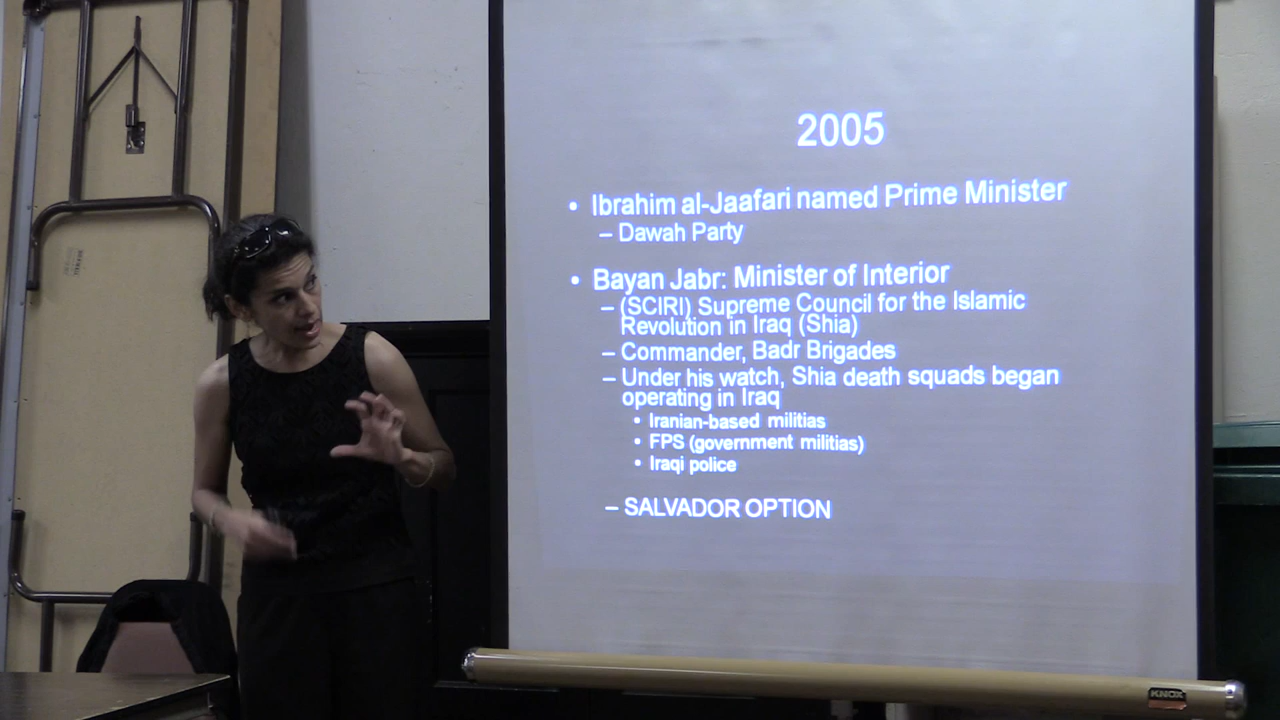 2005
• Ibrahim al-Jaafari named Prime Minister
– Dawah Party
• Bayan Jabr: Minister of Interior
– (SCIRI) Supreme Council for the Islamic
Revolution in Iraq (Shia)
– Commander, Badr Brigades
– Under his watch, Shia death squads began
operating in Iraq
• Iranian-based militias
• FPS (government militias)
• Iraqi police
– SALVADOR OPTION
KNOX